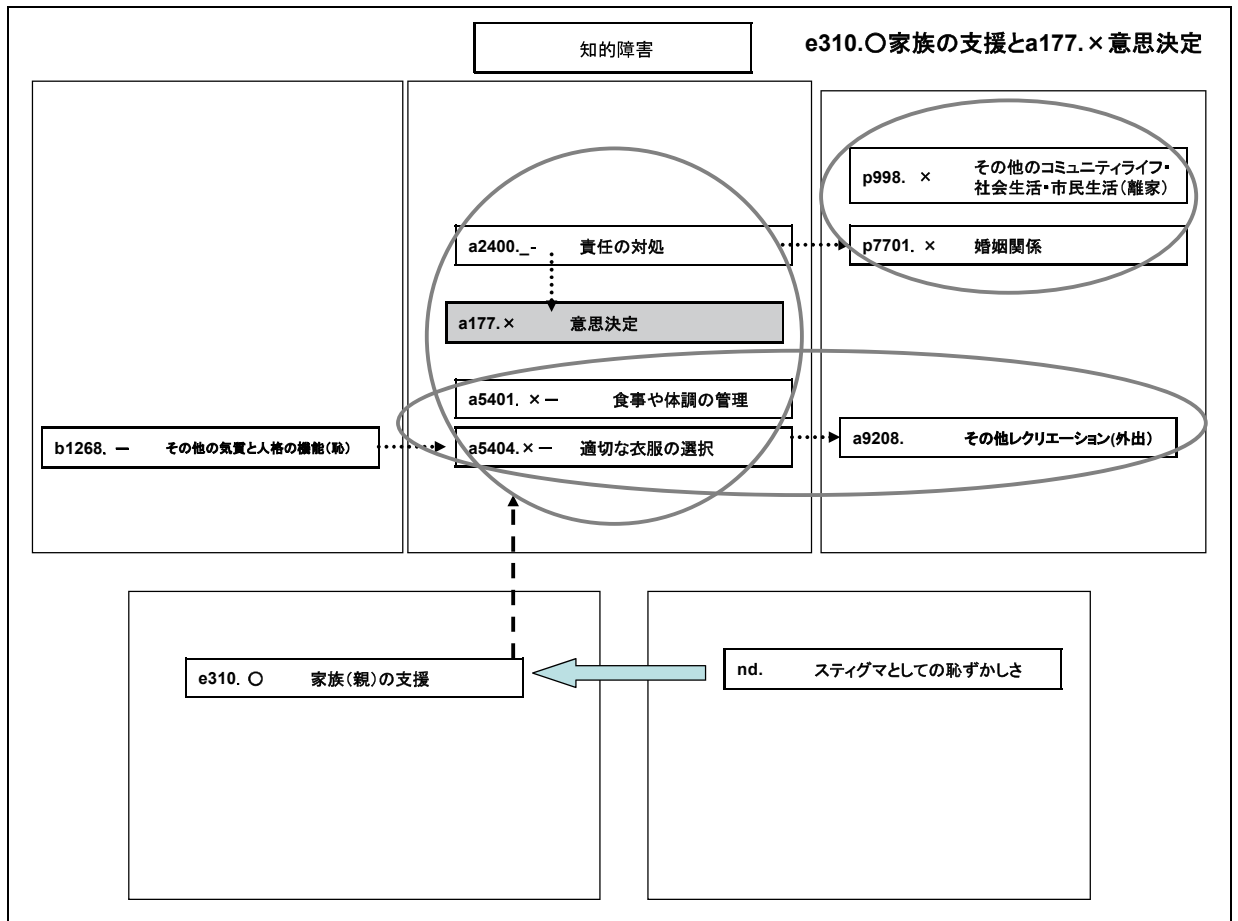 知的障害
e310.○家族の支援とa177.×意思決定
p998. × その他のコミュニティライフ・
社会生活・市民生活(離家)
a2400._- 責任の対処
p7701. × 婚姻関係
a177.× 意思決定
a5401. ×ー 食事や体調の管理
b1268. ー その他の気質と人格の機能(恥)
a5404.×ー 適切な衣服の選択
a9208. その他レクリエーション(外出)
e310. ○ 家族(親)の支援
nd. スティグマとしての恥ずかしさ